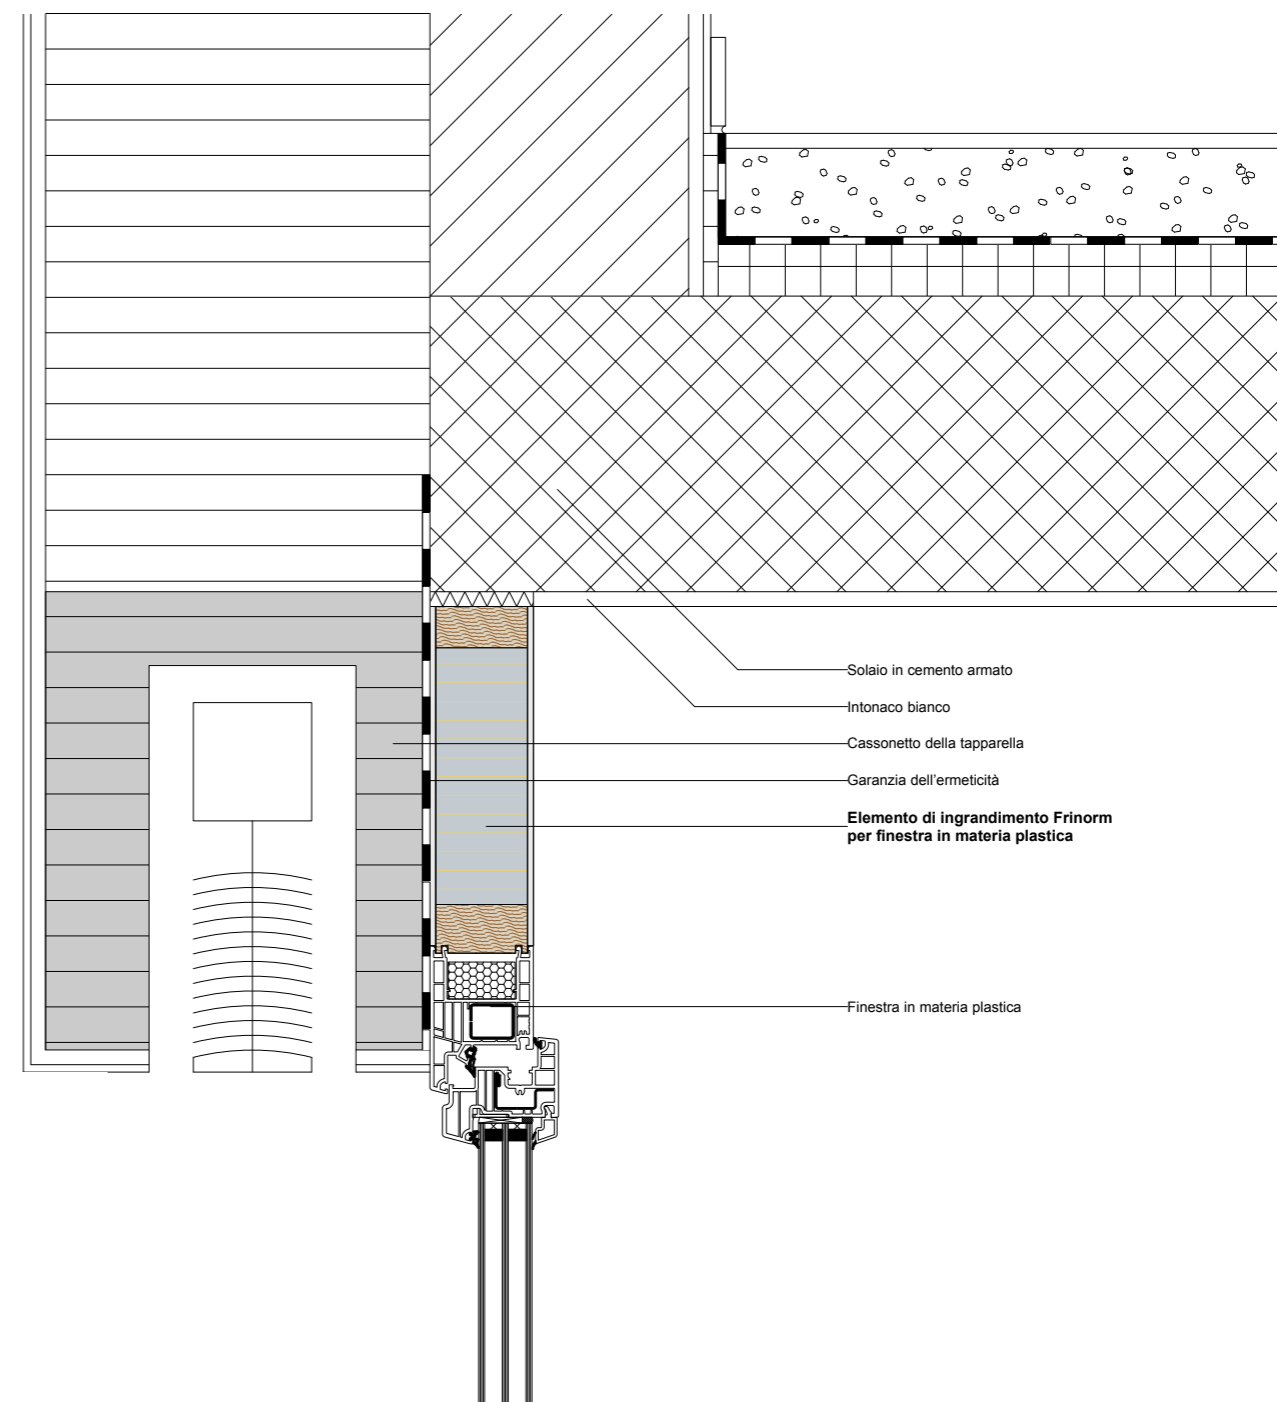 Solaio in cemento armato
Intonaco bianco
Cassonetto della tapparella
Garanzia dell'ermeticità
Elemento di ingrandimento Frinorm
per finestra in materia plastica
Finestra in materia plastica